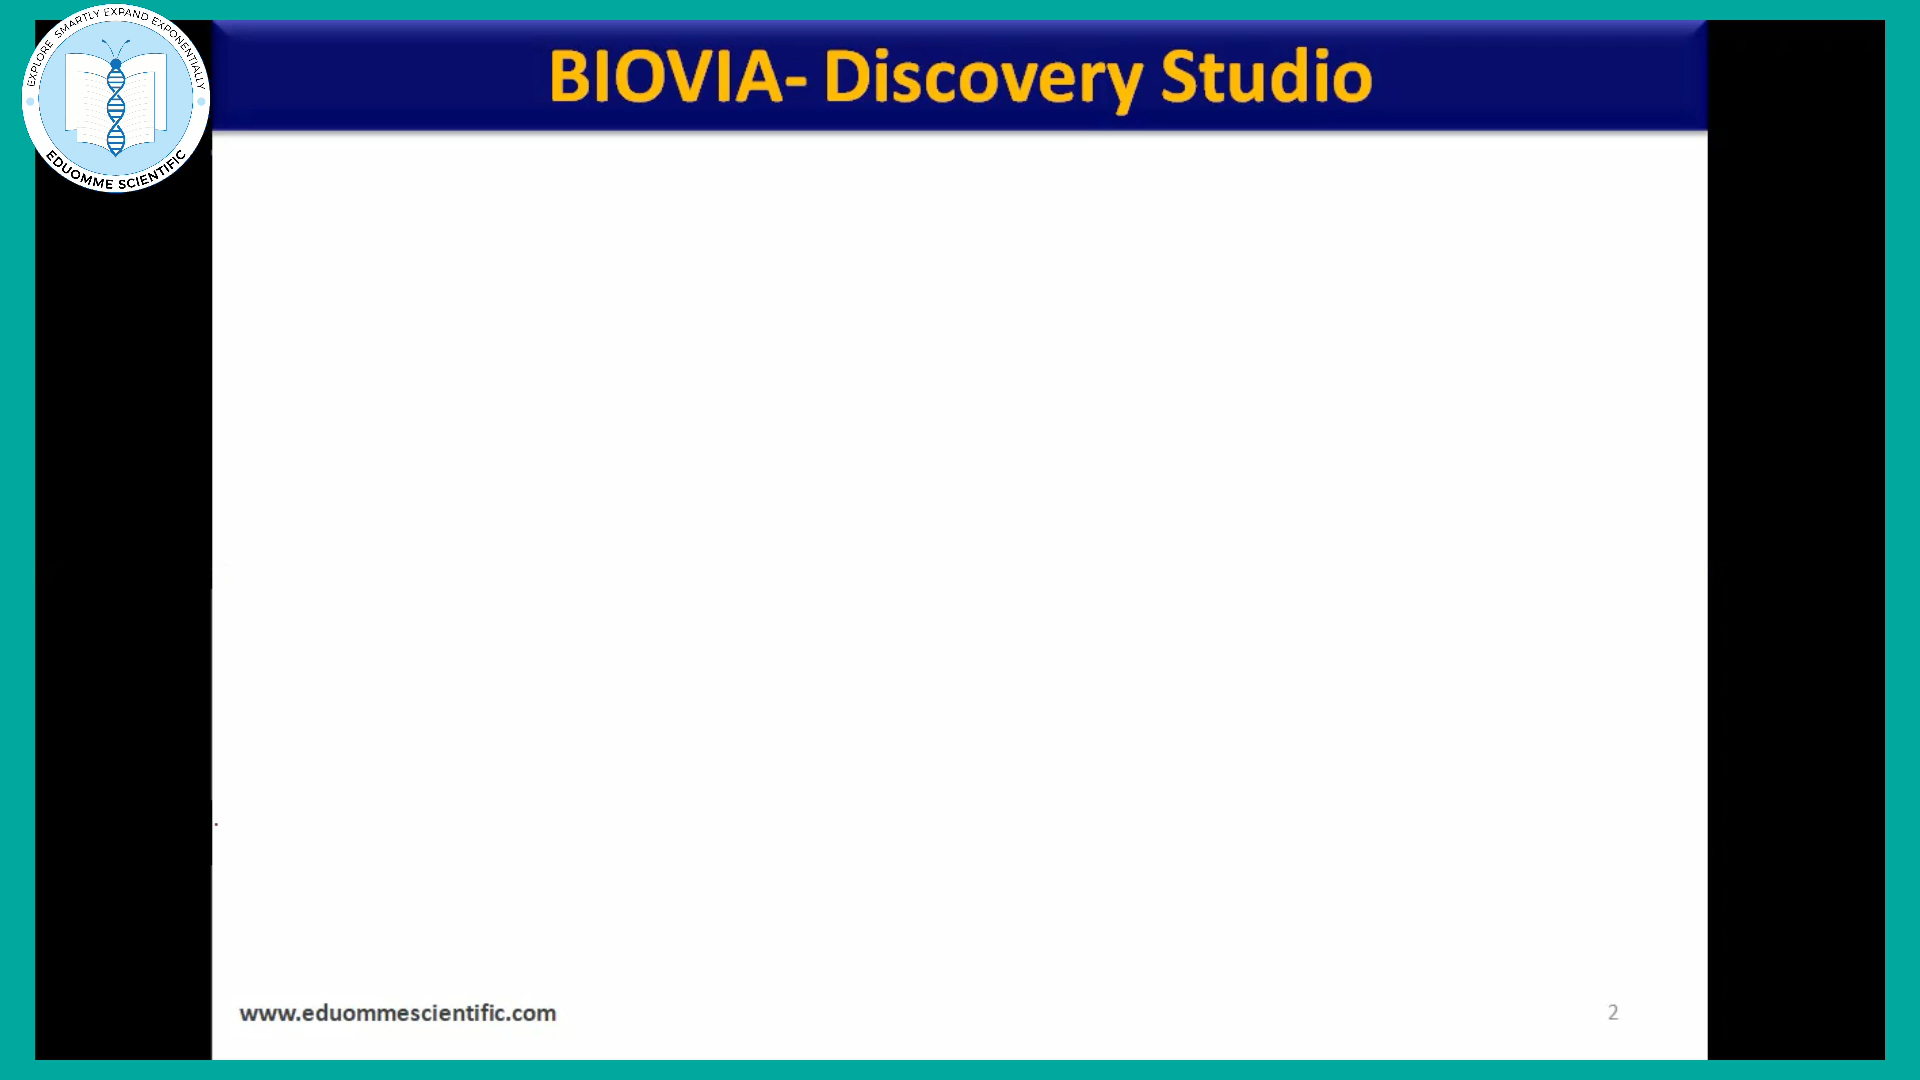 EXPLORE SMARTLY EXPAND EXPONENTIALLY
EDUOMME SCIENTIFIC
BIOVIA- Discovery Studio
www.eduommescientific.com
2